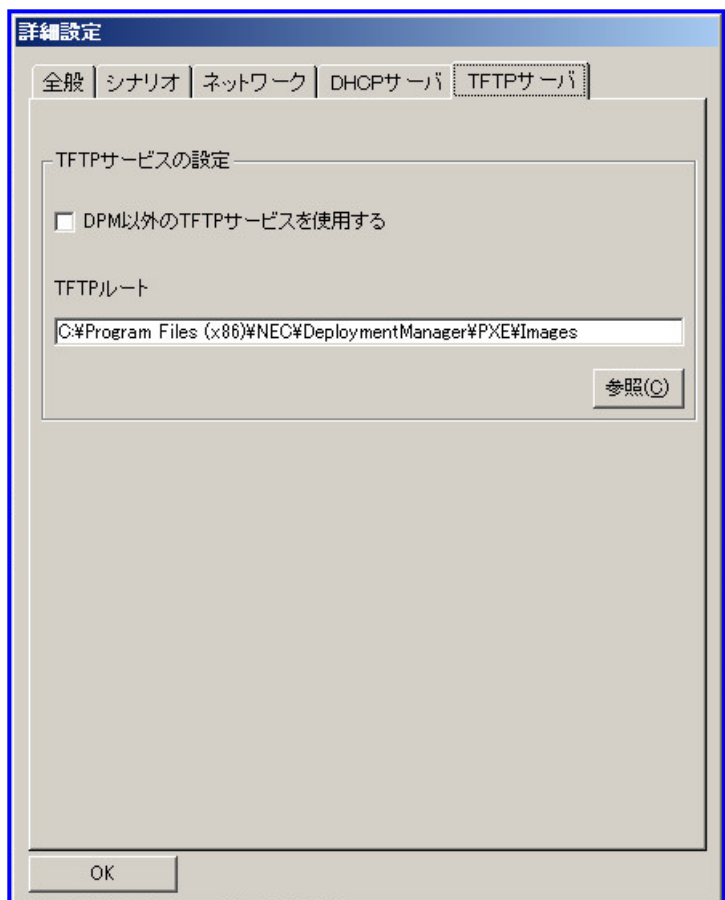 詳細設定
全般 シナリオ ネットワーク DHCPサーバ TFTPサーバ
TFTPサービスの設定
DPM以外のTFTPサービスを使用する
TFTPルート
C:¥Program Files (x86)¥NEC¥DeploymentManager¥PXE¥Images
参照(C)
OK